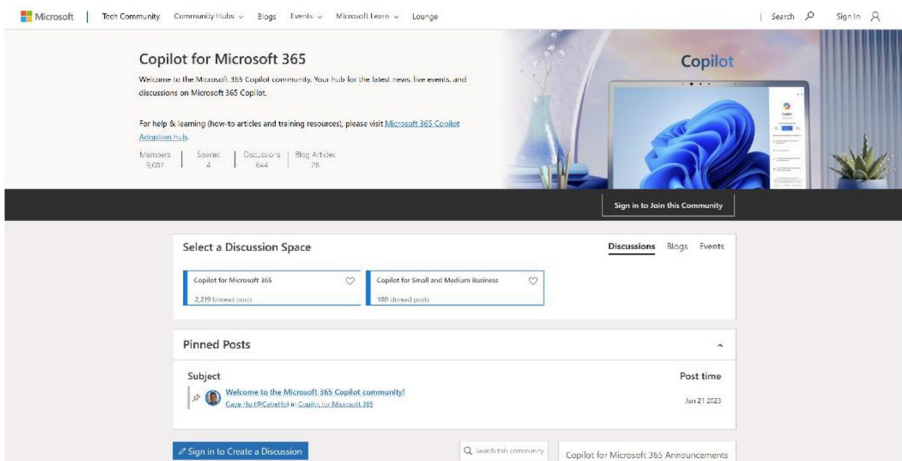 Microsoft Tech Community Community Hubs Blogs Events Microsoft Learn Lounge Search Sign In
Copilot for Microsoft 365
Welcome to the Microsoft 365 Copilot community. Your hub for the latest news, live events, and
discussions on Microsoft 365 Copilot.
For help & learning (how-to articles and training resources), please visit Microsoft 365 Copilot
Adoption hub.
Members Spaces Discussions Blog Articles
4 644
Copilot
Sign in to Join this Community
Select a Discussion Space
Discussions Blogs Events
Copilot for Microsoft 365
Copilot for Small and Medium Business
2,219 Unread posts
100 Unread posts
Pinned Posts
Subject Post time
Welcome to the Microsoft 365 Copilot community!
in Copilot for Microsoft 365
Jun 21 2023
Sign in to Create a Discussion
Search this community
Copilot for Microsoft 365 Announcements